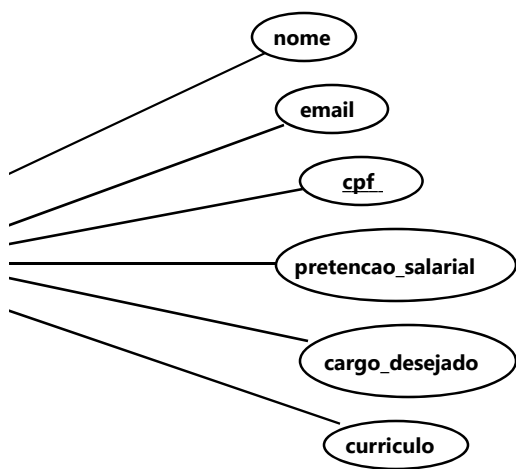 nome
email
cpf
pretencao_salarial
cargo_desejado
curriculo